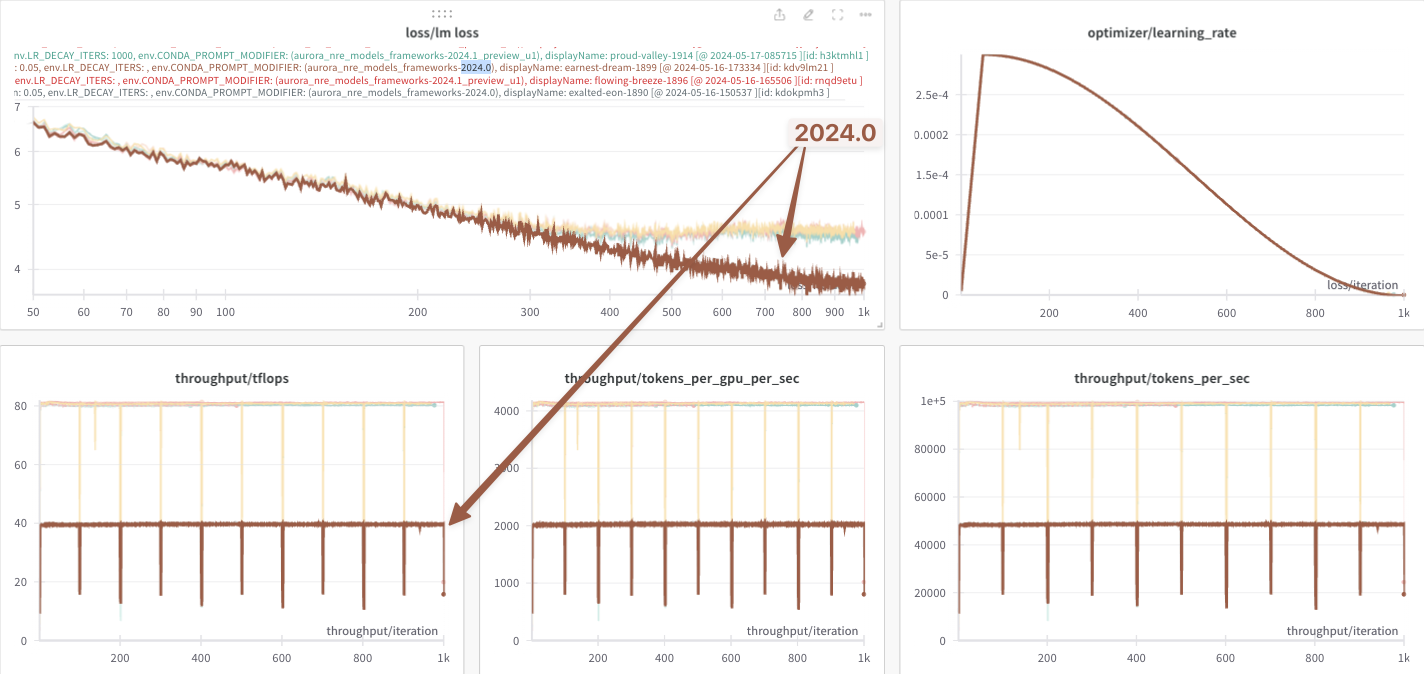 loss/lm loss
env.LR_DECAY_ITERS: 1000, env.CONDA_PROMPT_MODIFIER: (aurora_nre_models_frameworks-2024.1_preview_u1), displayName: proud-valley-1914 [@ 2024-05-17-085715 ][id: h3ktmhl1 ]
: 0.05, env.LR_DECAY_ITERS: , env.CONDA_PROMPT_MODIFIER: (aurora_nre_models_frameworks-2024.0), displayName: earnest-dream-1899 [@ 2024-05-16-173334 ][id: kdv9lm21 ]
env.LR_DECAY_ITERS: , env.CONDA_PROMPT_MODIFIER: (aurora_nre_models_frameworks-2024.1_preview_u1), displayName: flowing-breeze-1896 [@ 2024-05-16-165506 ][id: rnqd9etu ]
n: 0.05, env.LR_DECAY_ITERS: , env.CONDA_PROMPT_MODIFIER: (aurora_nre_models_frameworks-2024.0), displayName: exalted-eon-1890 [@ 2024-05-16-150537 ][id: kdokpmh3 ]
7
2024.0
6
5
4
50 60 70 80 90 100 200 300 400 500 600 700 800 900 1k
optimizer/learning_rate
2.5e-4
0.0002
1.5e-4
0.0001
5e-5
loss/iteration
0
200 400 600 800 1k
throughput/tflops
80
60
40
20
throughput/iteration
0
200 400 600 800 1k
throughput/tokens_per_gpu_per_sec
4000
3000
2000
1000
throughput/iteration
0
200 400 600 800 1k
throughput/tokens_per_sec
1e+5
80000
60000
40000
20000
throughput/iteration
0
200 400 600 800 1k